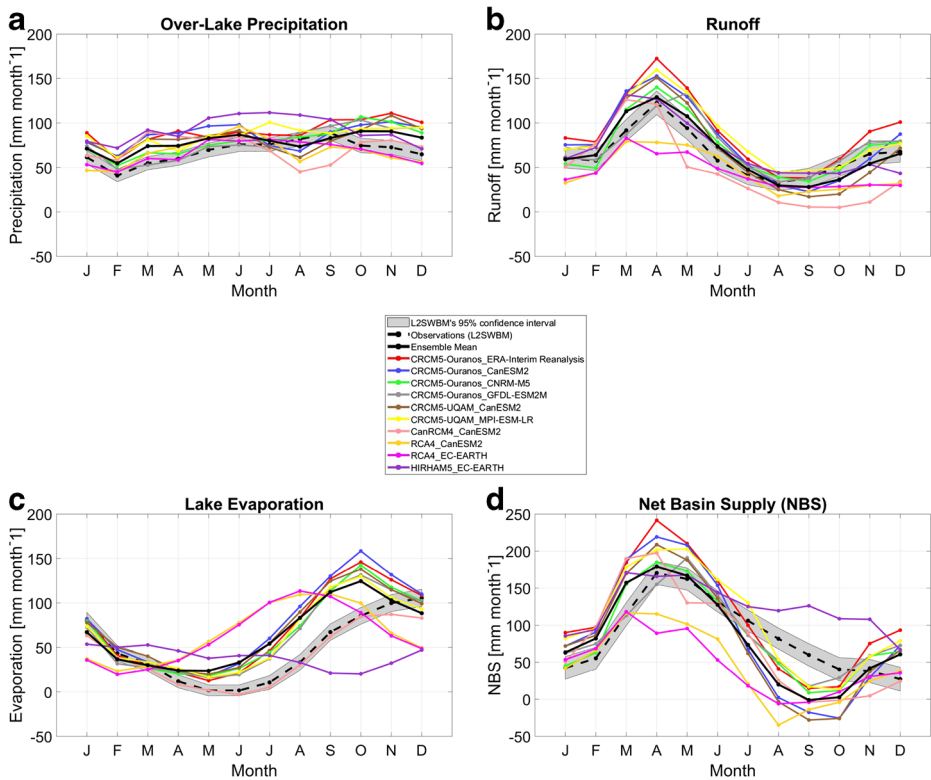 a
Over-Lake Precipitation
200
150
100
50
0
-50
J F M A M J J A S O N D
Month
Precipitation [mm month^-1]
b
Runoff
200
150
100
50
0
-50
J F M A M J J A S O N D
Month
Runoff [mm month^-1]
L2SWBM's 95% confidence interval
Observations (L2SWBM)
Ensemble Mean
CRCM5-Ouranos_ERA-Interim Reanalysis
CRCM5-Ouranos_CanESM2
CRCM5-Ouranos_CNRM-M5
CRCM5-Ouranos_GFDL-ESM2M
CRCM5-UQAM_CanESM2
CRCM5-UQAM_MPI-ESM-LR
CanRCM4_CanESM2
RCA4_CanESM2
RCA4_EC-EARTH
HIRHAM5_EC-EARTH
c
Lake Evaporation
200
150
100
50
0
-50
J F M A M J J A S O N D
Month
Evaporation [mm month^-1]
d
Net Basin Supply (NBS)
250
200
150
100
50
0
-50
J F M A M J J A S O N D
Month
NBS [mm month^-1]